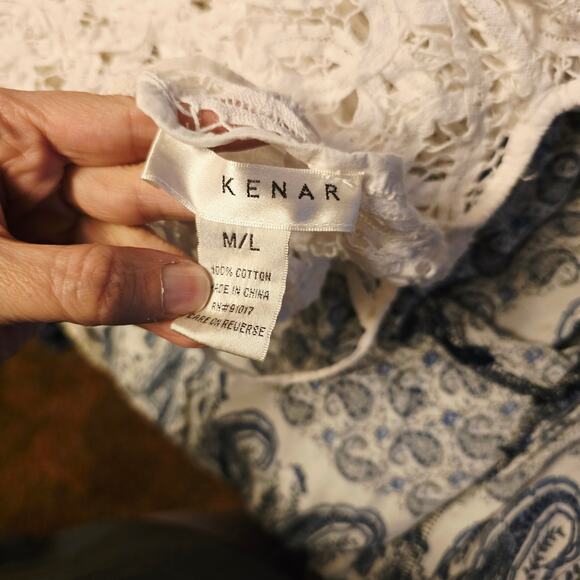 KENAR
M/L
100% COTTON
MADE IN CHINA
RN#91017
CARE ON REVERSE